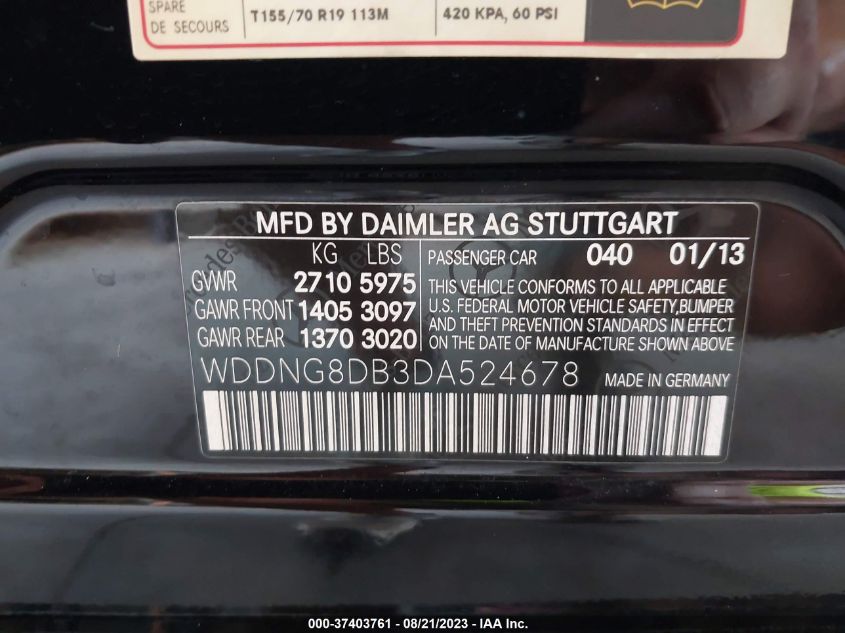 SPARE
DE SECOURS T155/70 R19 113M 420 KPA, 60 PSI
MFD BY DAIMLER AG STUTTGART
KG LBS PASSENGER CAR 040 01/13
GVWR 2710 5975 THIS VEHICLE CONFORMS TO ALL APPLICABLE
GAWR FRONT 1405 3097 U.S. FEDERAL MOTOR VEHICLE SAFETY,BUMPER
AND THEFT PREVENTION STANDARDS IN EFFECT
GAWR REAR 1370 3020 ON THE DATE OF MANUFACTURE SHOWN ABOVE
WDDNG8DB3DA524678 MADE IN GERMANY
000-37403761 - 08/21/2023 - IAA Inc.